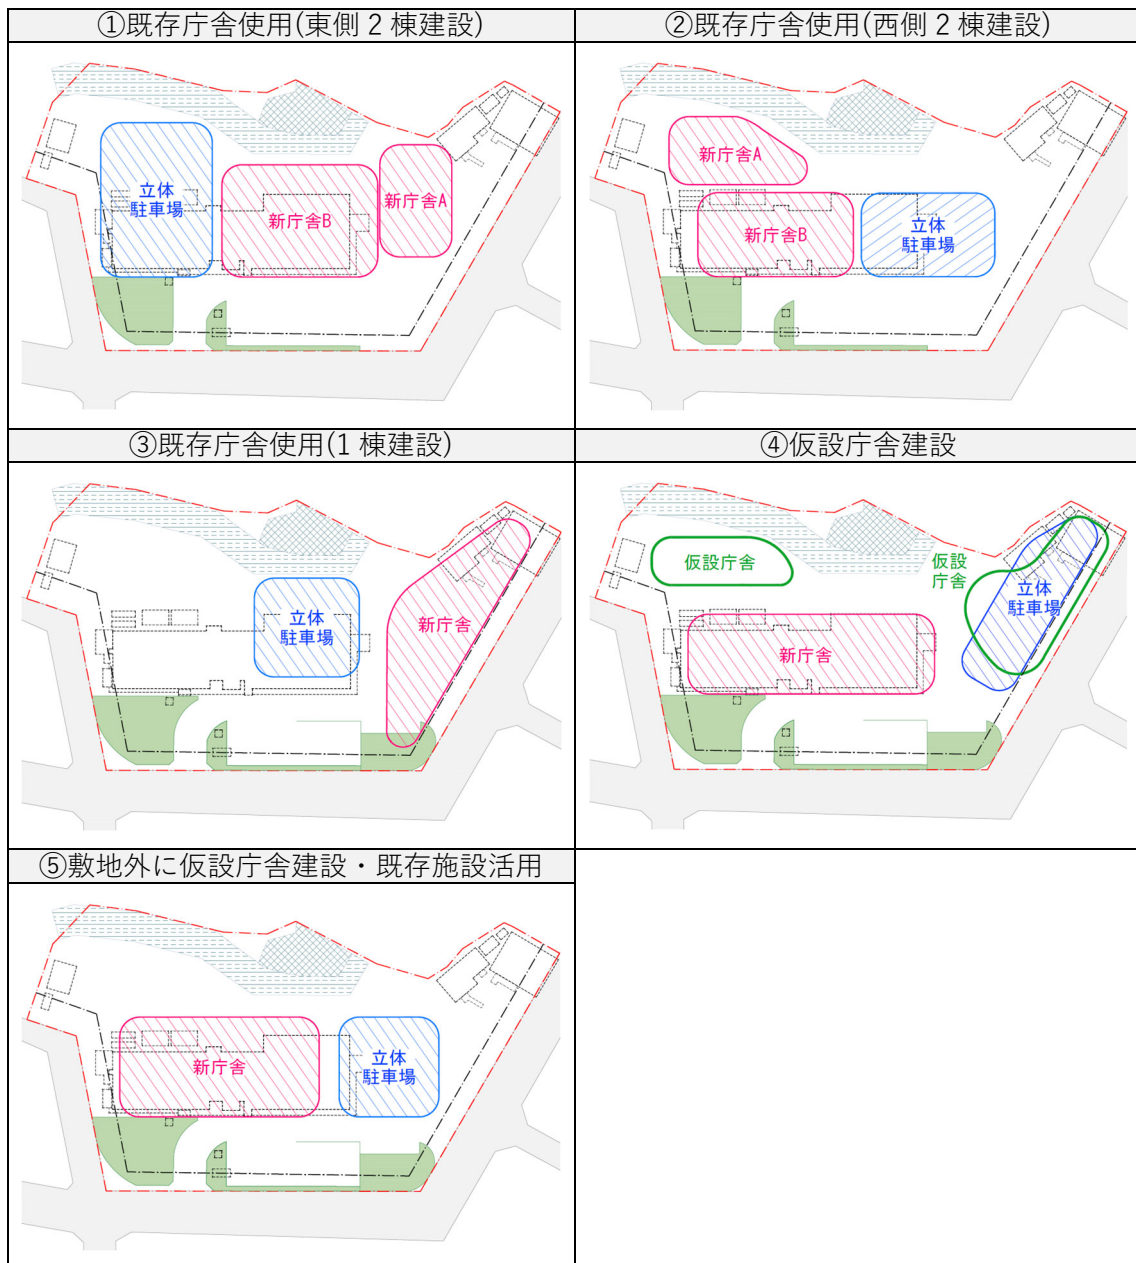 ①既存庁舎使用(東側 2 棟建設)
立体
駐車場
新庁舎B
新庁舎A
②既存庁舎使用(西側 2 棟建設)
新庁舎A
新庁舎B
立体
駐車場
③既存庁舎使用(1 棟建設)
立体
駐車場
新庁舎
④仮設庁舎建設
仮設庁舎
仮設
庁舎
立体
駐車場
新庁舎
⑤敷地外に仮設庁舎建設・既存施設活用
新庁舎
立体
駐車場